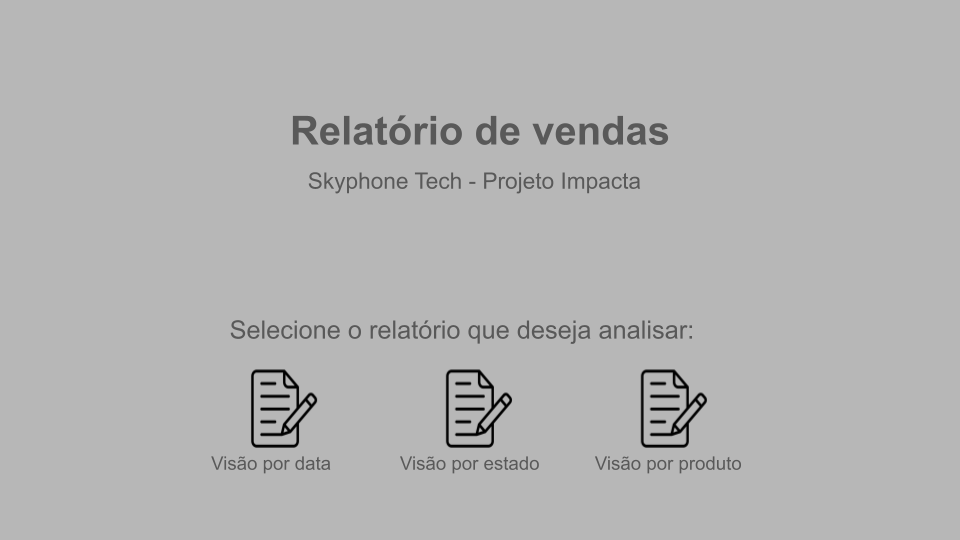 Relatório de vendas
Skyphone Tech - Projeto Impacta
Selecione o relatório que deseja analisar:
Visão por data
Visão por estado
Visão por produto